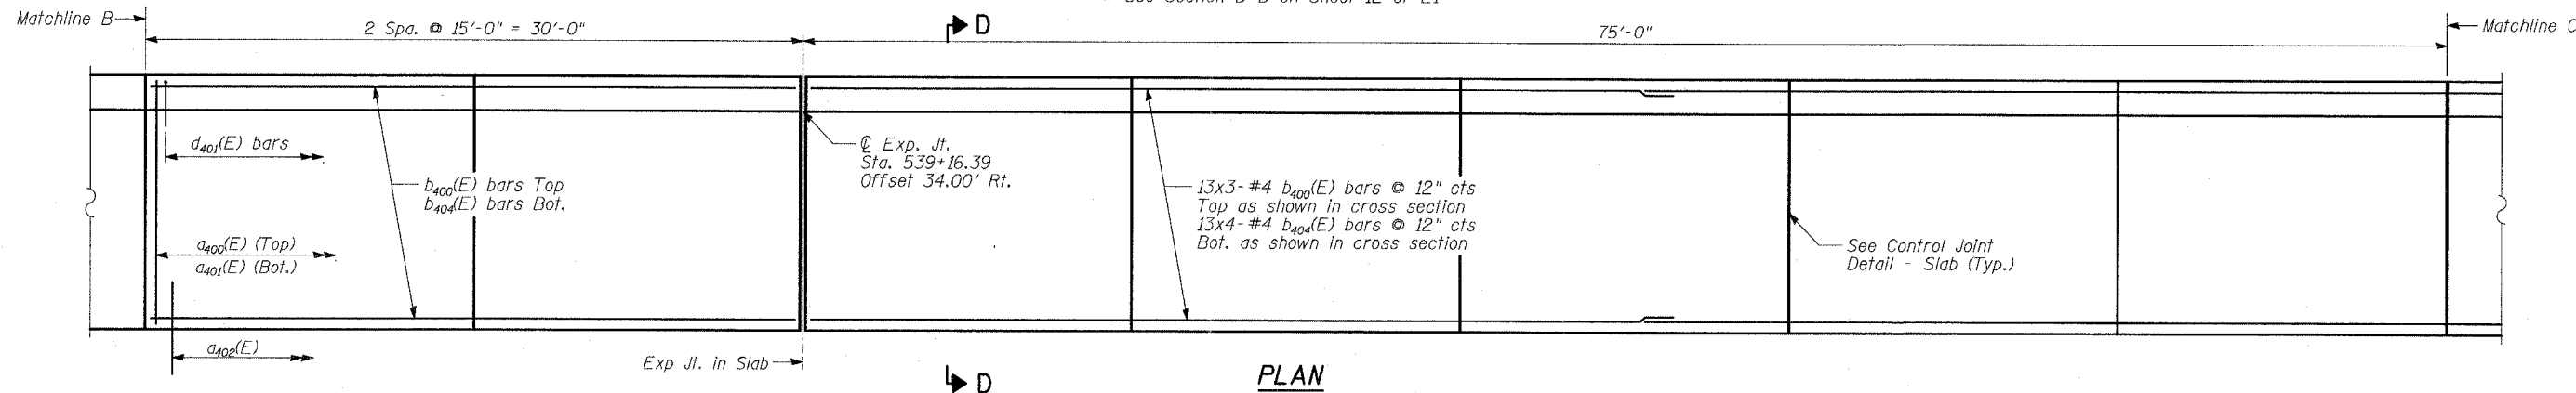 Matchline B
2 Spa. @ 15'-0" = 30'-0"
D
75'-0"
Matchline C
d401(E) bars
b400(E) bars Top
b404(E) bars Bot.
℄ Exp. Jt.
Sta. 539+16.39
Offset 34.00' Rt.
13x3-#4 b400(E) bars @ 12" cts
Top as shown in cross section
13x4-#4 b404(E) bars @ 12" cts
Bot. as shown in cross section
See Control Joint
Detail - Slab (Typ.)
a400(E) (Top)
a401(E) (Bot.)
a402(E)
Exp Jt. in Slab
D
PLAN